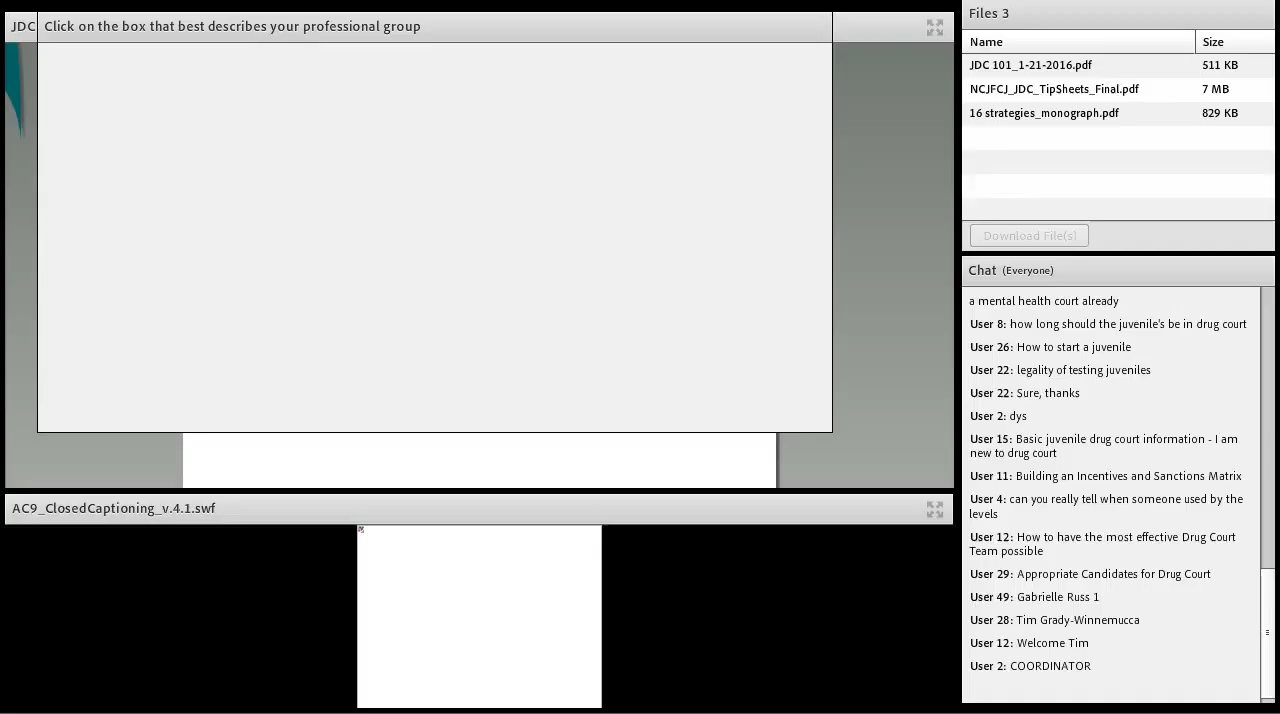 JDC
Click on the box that best describes your professional group
Files 3
Name Size
JDC 101_1-21-2016.pdf 511 KB
NCJFCJ_JDC_TipSheets_Final.pdf 7 MB
16 strategies_monograph.pdf 829 KB
Download File(s)
Chat (Everyone)
a mental health court already
User 8: how long should the juvenile's be in drug court
User 26: How to start a juvenile
User 22: legality of testing juveniles
User 22: Sure, thanks
User 2: dys
User 15: Basic juvenile drug court information - I am
new to drug court
User 11: Building an Incentives and Sanctions Matrix
User 4: can you really tell when someone used by the
levels
User 12: How to have the most effective Drug Court
Team possible
User 29: Appropriate Candidates for Drug Court
User 49: Gabrielle Russ 1
User 28: Tim Grady-Winnemucca
User 12: Welcome Tim
User 2: COORDINATOR
AC9_ClosedCaptioning_v.4.1.swf